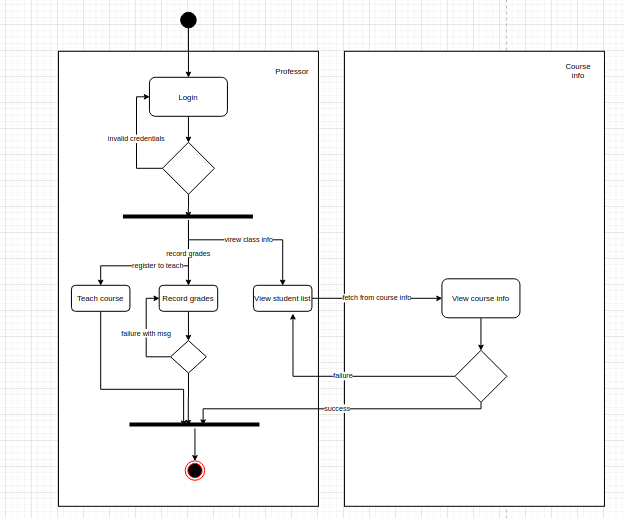 Professor
Course
info
Login
invalid credentials
virew class info
record grades
register to teach
Teach course
Record grades
View student list
fetch from course info
View course info
failure with msg
failure
success